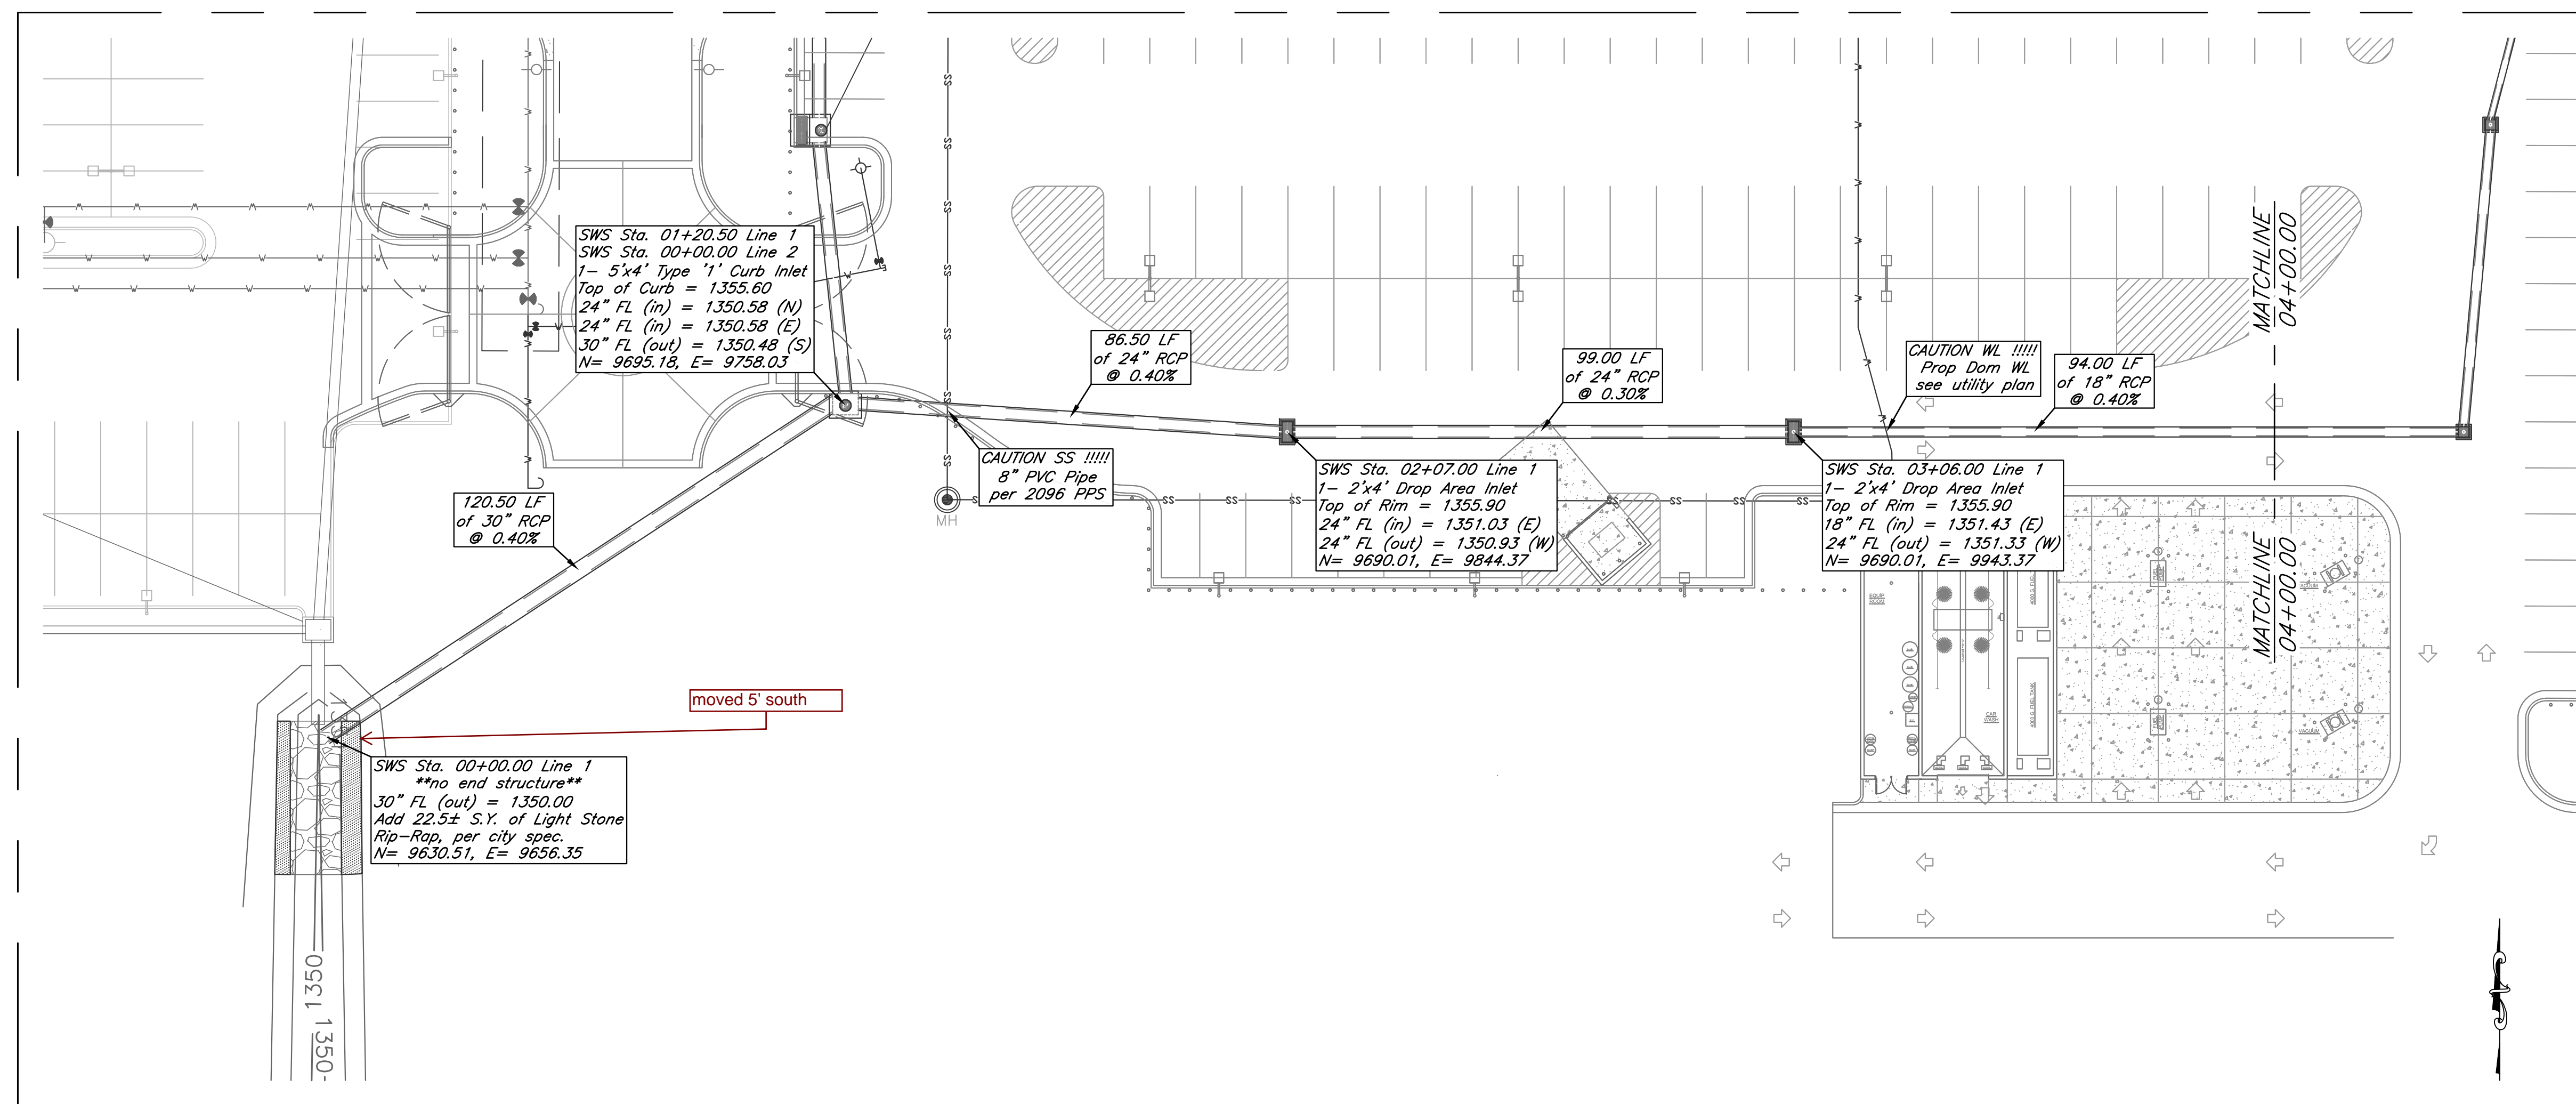 SWS Sta. 01+20.50 Line 1
SWS Sta. 00+00.00 Line 2
1- 5'x4' Type '1' Curb Inlet
Top of Curb = 1355.60
24" FL (in) = 1350.58 (N)
24" FL (in) = 1350.58 (E)
30" FL (out) = 1350.48 (S)
N= 9695.18, E= 9758.03
86.50 LF
of 24" RCP
@ 0.40%
99.00 LF
of 24" RCP
@ 0.30%
CAUTION WL !!!!!
Prop Dom WL
see utility plan
94.00 LF
of 18" RCP
@ 0.40%
MATCHLINE
04+00.00
120.50 LF
of 30" RCP
@ 0.40%
CAUTION SS !!!!!
8" PVC Pipe
per 2096 PPS
MH
SS
SWS Sta. 02+07.00 Line 1
1- 2'x4' Drop Area Inlet
Top of Rim = 1355.90
24" FL (in) = 1351.03 (E)
24" FL (out) = 1350.93 (W)
N= 9690.01, E= 9844.37
SWS Sta. 03+06.00 Line 1
1- 2'x4' Drop Area Inlet
Top of Rim = 1355.90
18" FL (in) = 1351.43 (E)
24" FL (out) = 1351.33 (W)
N= 9690.01, E= 9943.37
MATCHLINE
04+00.00
EQUIP
ROOM
CAR
WASH
VACUUM
moved 5' south
SWS Sta. 00+00.00 Line 1
**no end structure**
30" FL (out) = 1350.00
Add 22.5± S.Y. of Light Stone
Rip-Rap, per city spec.
N= 9630.51, E= 9656.35
1350
1350